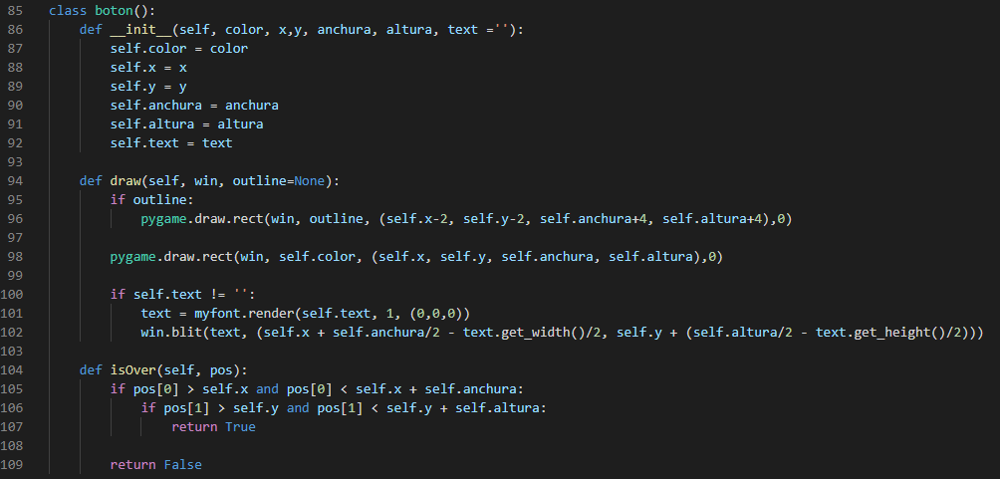 85 class boton():
86     def __init__(self, color, x,y, anchura, altura, text =''):
87         self.color = color
88         self.x = x
89         self.y = y
90         self.anchura = anchura
91         self.altura = altura
92         self.text = text
93
94     def draw(self, win, outline=None):
95         if outline:
96             pygame.draw.rect(win, outline, (self.x-2, self.y-2, self.anchura+4, self.altura+4),0)
97
98         pygame.draw.rect(win, self.color, (self.x, self.y, self.anchura, self.altura),0)
99
100         if self.text != '':
101             text = myfont.render(self.text, 1, (0,0,0))
102             win.blit(text, (self.x + self.anchura/2 - text.get_width()/2, self.y + (self.altura/2 - text.get_height()/2)))
103
104     def isOver(self, pos):
105         if pos[0] > self.x and pos[0] < self.x + self.anchura:
106             if pos[1] > self.y and pos[1] < self.y + self.altura:
107                 return True
108
109         return False